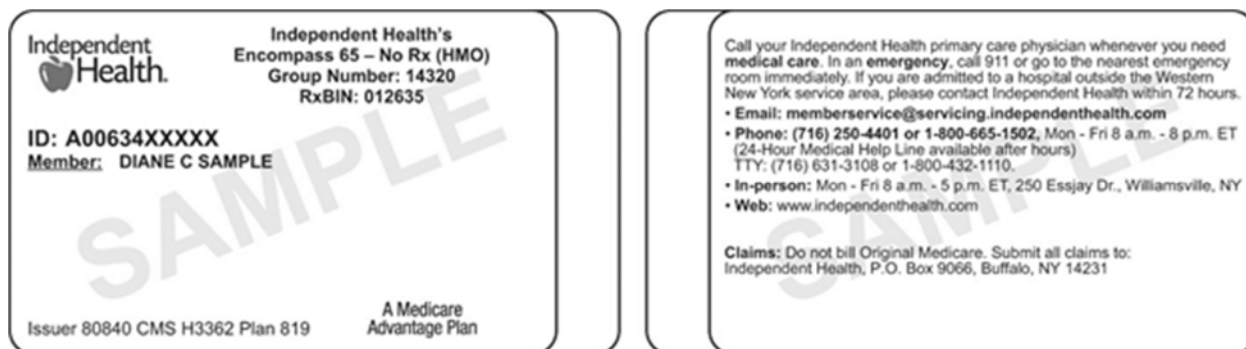 Independent
Health.
Independent Health's
Encompass 65 – No Rx (HMO)
Group Number: 14320
RxBIN: 012635
ID: A00634XXXXX
Member: DIANE C SAMPLE
SAMPLE
Issuer 80840 CMS H3362 Plan 819
A Medicare
Advantage Plan
Call your Independent Health primary care physician whenever you need
medical care. In an emergency, call 911 or go to the nearest emergency
room immediately. If you are admitted to a hospital outside the Western
New York service area, please contact Independent Health within 72 hours.
• Email: memberservice@servicing.independenthealth.com
• Phone: (716) 250-4401 or 1-800-665-1502, Mon - Fri 8 a.m. - 8 p.m. ET
(24-Hour Medical Help Line available after hours)
TTY: (716) 631-3108 or 1-800-432-1110.
• In-person: Mon - Fri 8 a.m. - 5 p.m. ET, 250 Essjay Dr., Williamsville, NY
• Web: www.independenthealth.com
SAMPLE
Claims: Do not bill Original Medicare. Submit all claims to:
Independent Health, P.O. Box 9066, Buffalo, NY 14231